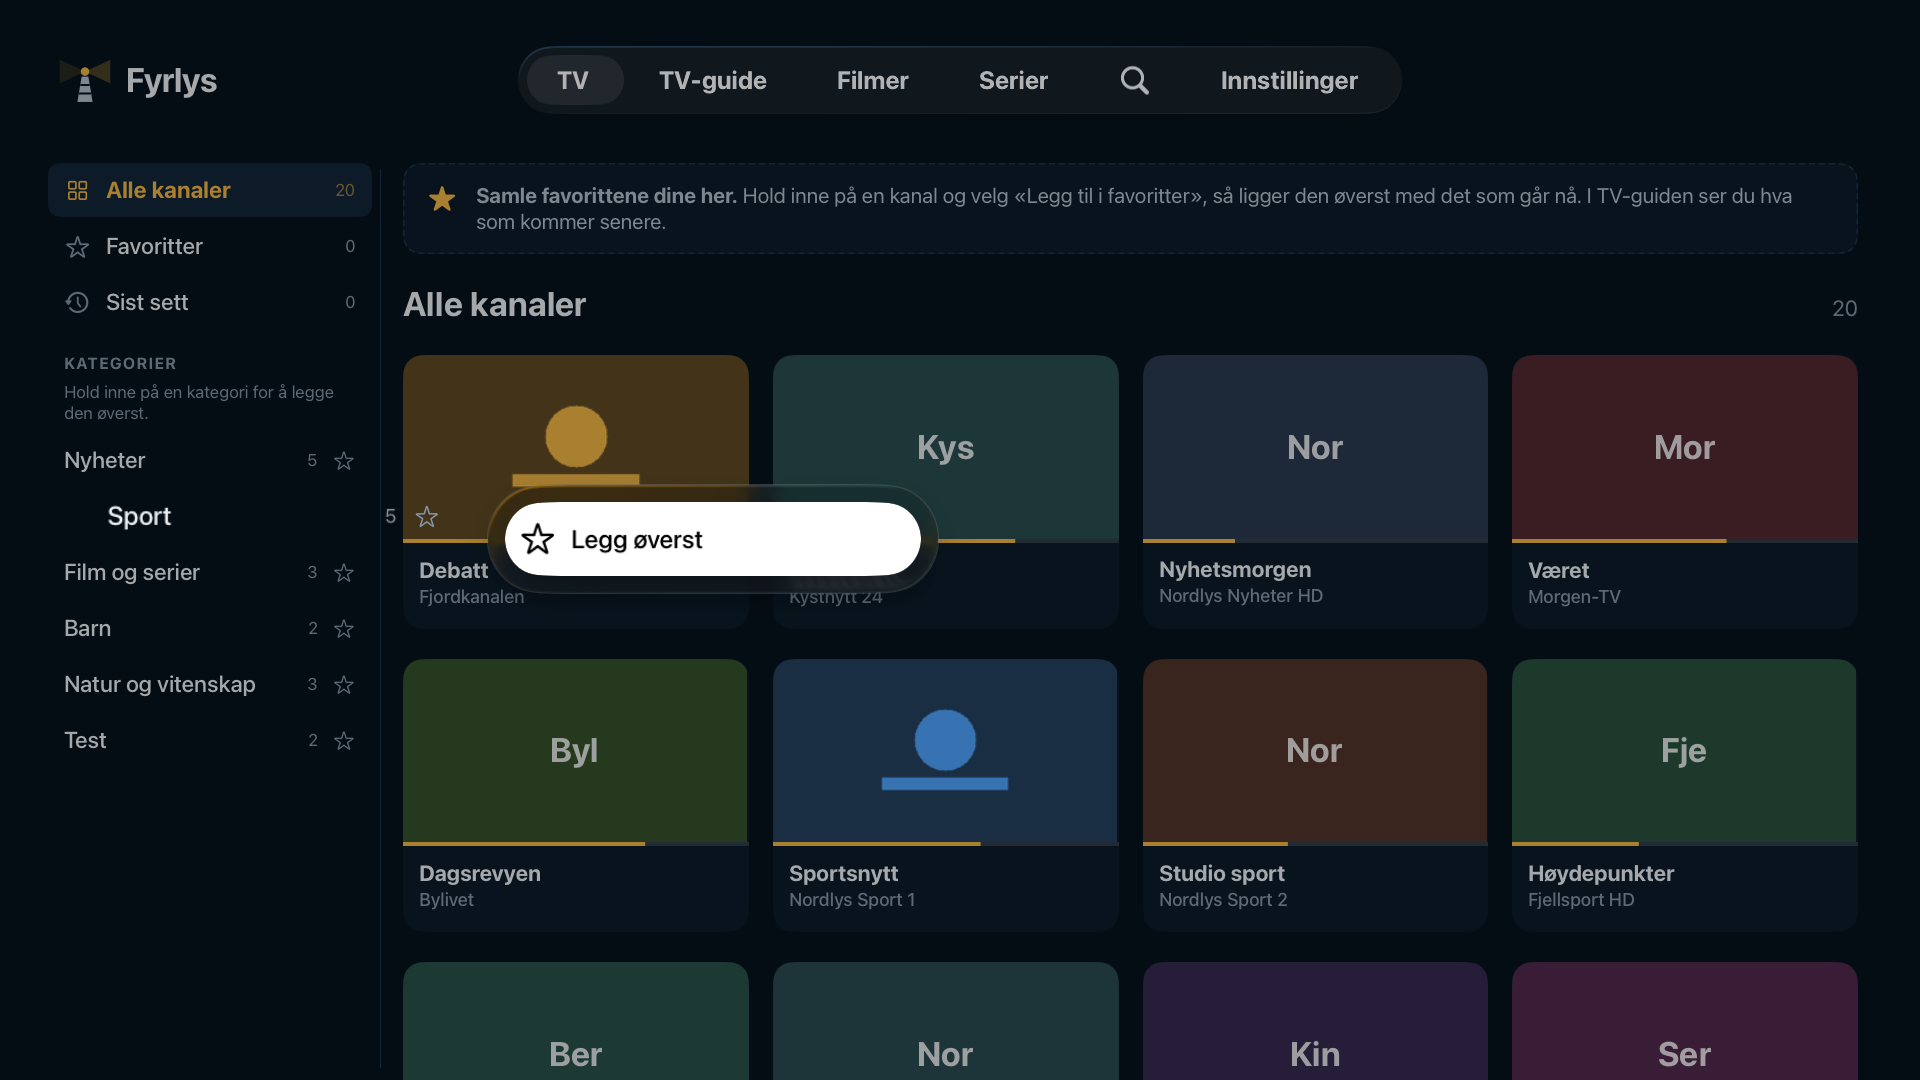 Fyrlys
TV
TV-guide
Filmer
Serier
Innstillinger
Alle kanaler 20
Favoritter 0
Sist sett 0
KATEGORIER
Hold inne på en kategori for å legge
den øverst.
Nyheter 5
Sport 5
Film og serier 3
Barn 2
Natur og vitenskap 3
Test 2
Samle favorittene dine her. Hold inne på en kanal og velg «Legg til i favoritter», så ligger den øverst med det som går nå. I TV-guiden ser du hva
som kommer senere.
Alle kanaler 20
Legg øverst
Debatt
Fjordkanalen
Kys
Kystnytt 24
Nor
Nyhetsmorgen
Nordlys Nyheter HD
Mor
Været
Morgen-TV
Byl
Dagsrevyen
Bylivet
Sportsnytt
Nordlys Sport 1
Nor
Studio sport
Nordlys Sport 2
Fje
Høydepunkter
Fjellsport HD
Ber
Nor
Kin
Ser